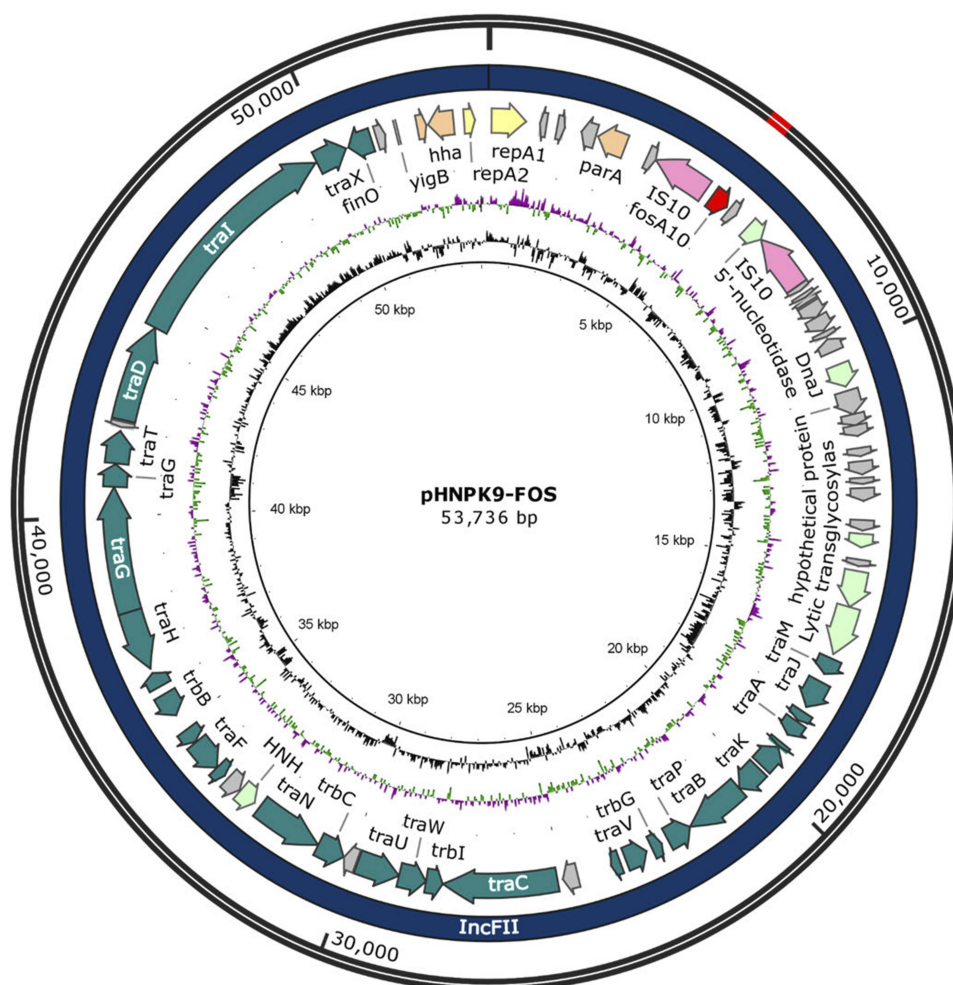 50,000
10,000
20,000
30,000
40,000
repA1
repA2
parA
IS10
fosA10
IS10
5'-nucleotidase
DnaJ
hypothetical protein
Lytic transglycosylas
traM
traJ
traA
traK
traB
traP
trbG
traV
traC
IncFII
trbI
traW
traU
trbC
traN
HNH
traF
trbB
traH
traG
traG
traT
traD
traI
traX
finO
yigB
hha
5 kbp
10 kbp
15 kbp
20 kbp
25 kbp
30 kbp
35 kbp
40 kbp
45 kbp
50 kbp
pHNPK9-FOS
53,736 bp